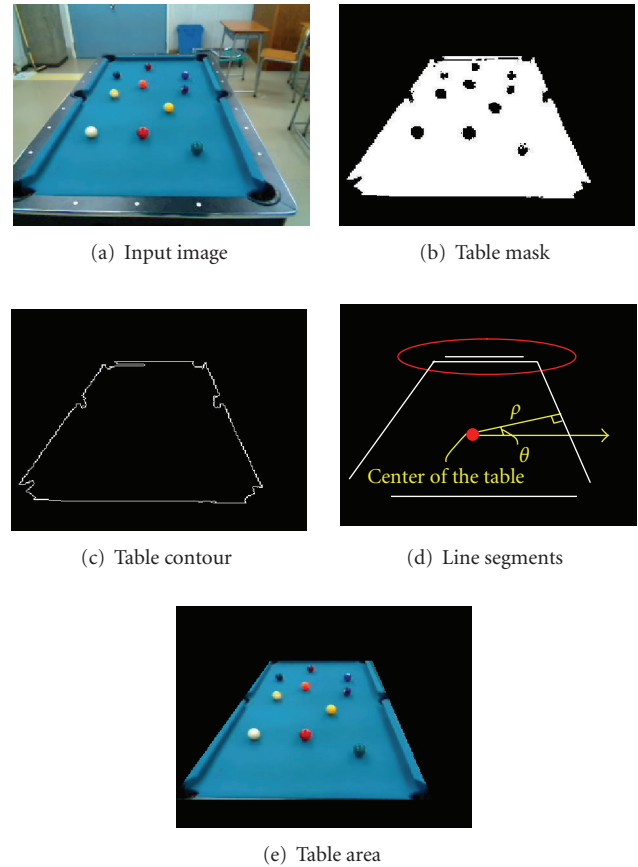 (a) Input image
(b) Table mask
ρ
θ
Center of the table
(c) Table contour
(d) Line segments
(e) Table area